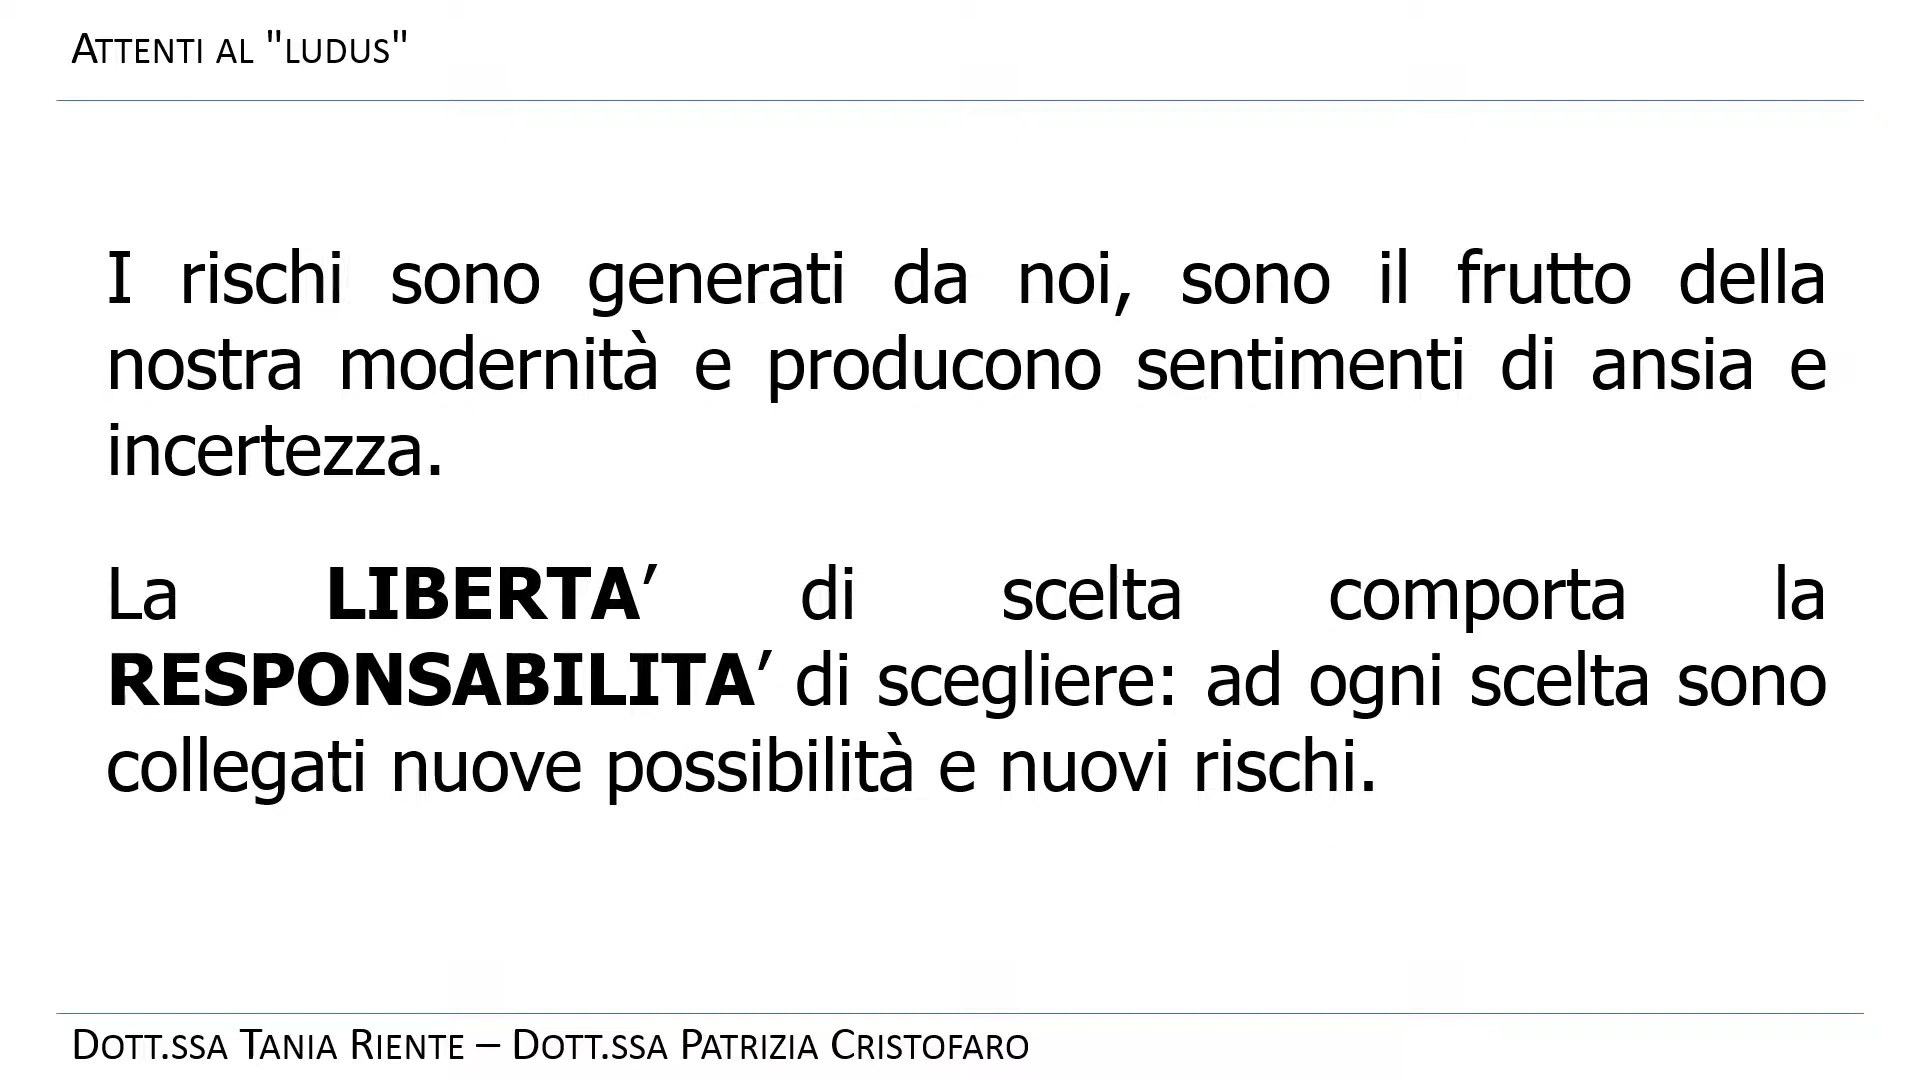 ATTENTI AL "LUDUS"
I rischi sono generati da noi, sono il frutto della
nostra modernità e producono sentimenti di ansia e
incertezza.
La LIBERTA’ di scelta comporta la
RESPONSABILITA’ di scegliere: ad ogni scelta sono
collegati nuove possibilità e nuovi rischi.
DOTT.SSA TANIA RIENTE – DOTT.SSA PATRIZIA CRISTOFARO